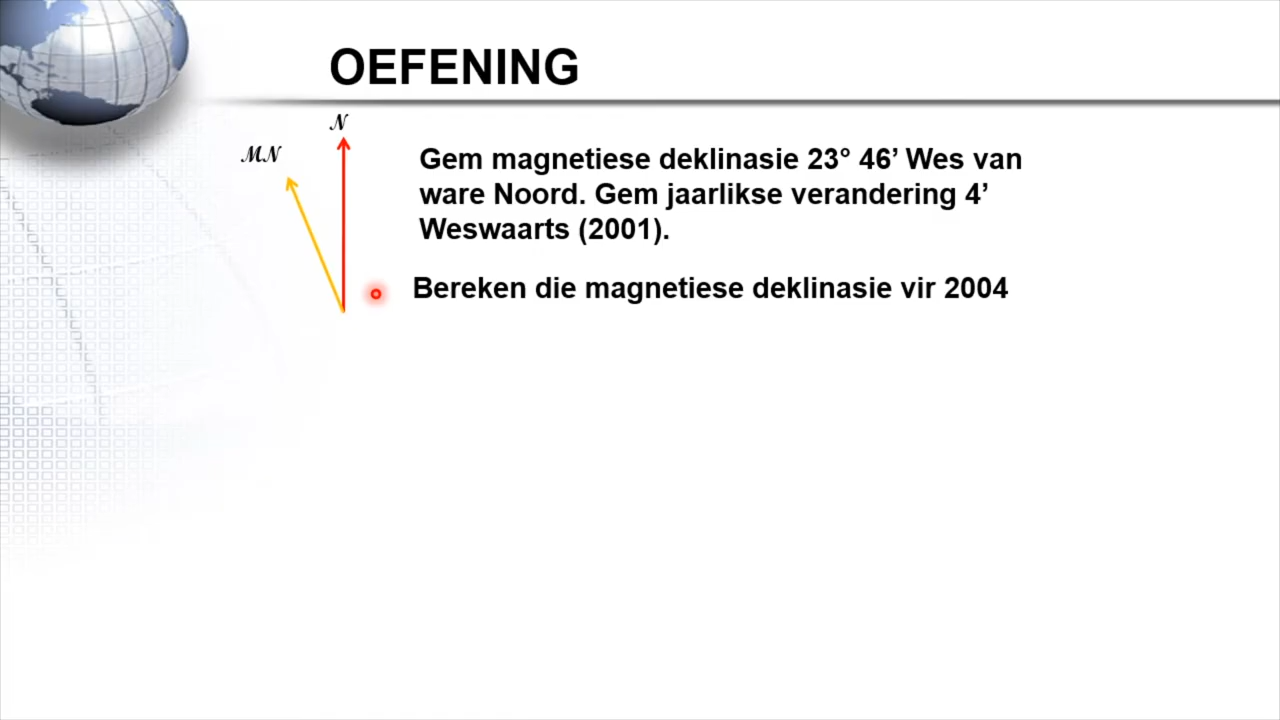 OEFENING
N
MN
Gem magnetiese deklinasie 23° 46’ Wes van
ware Noord. Gem jaarlikse verandering 4’
Weswaarts (2001).
Bereken die magnetiese deklinasie vir 2004